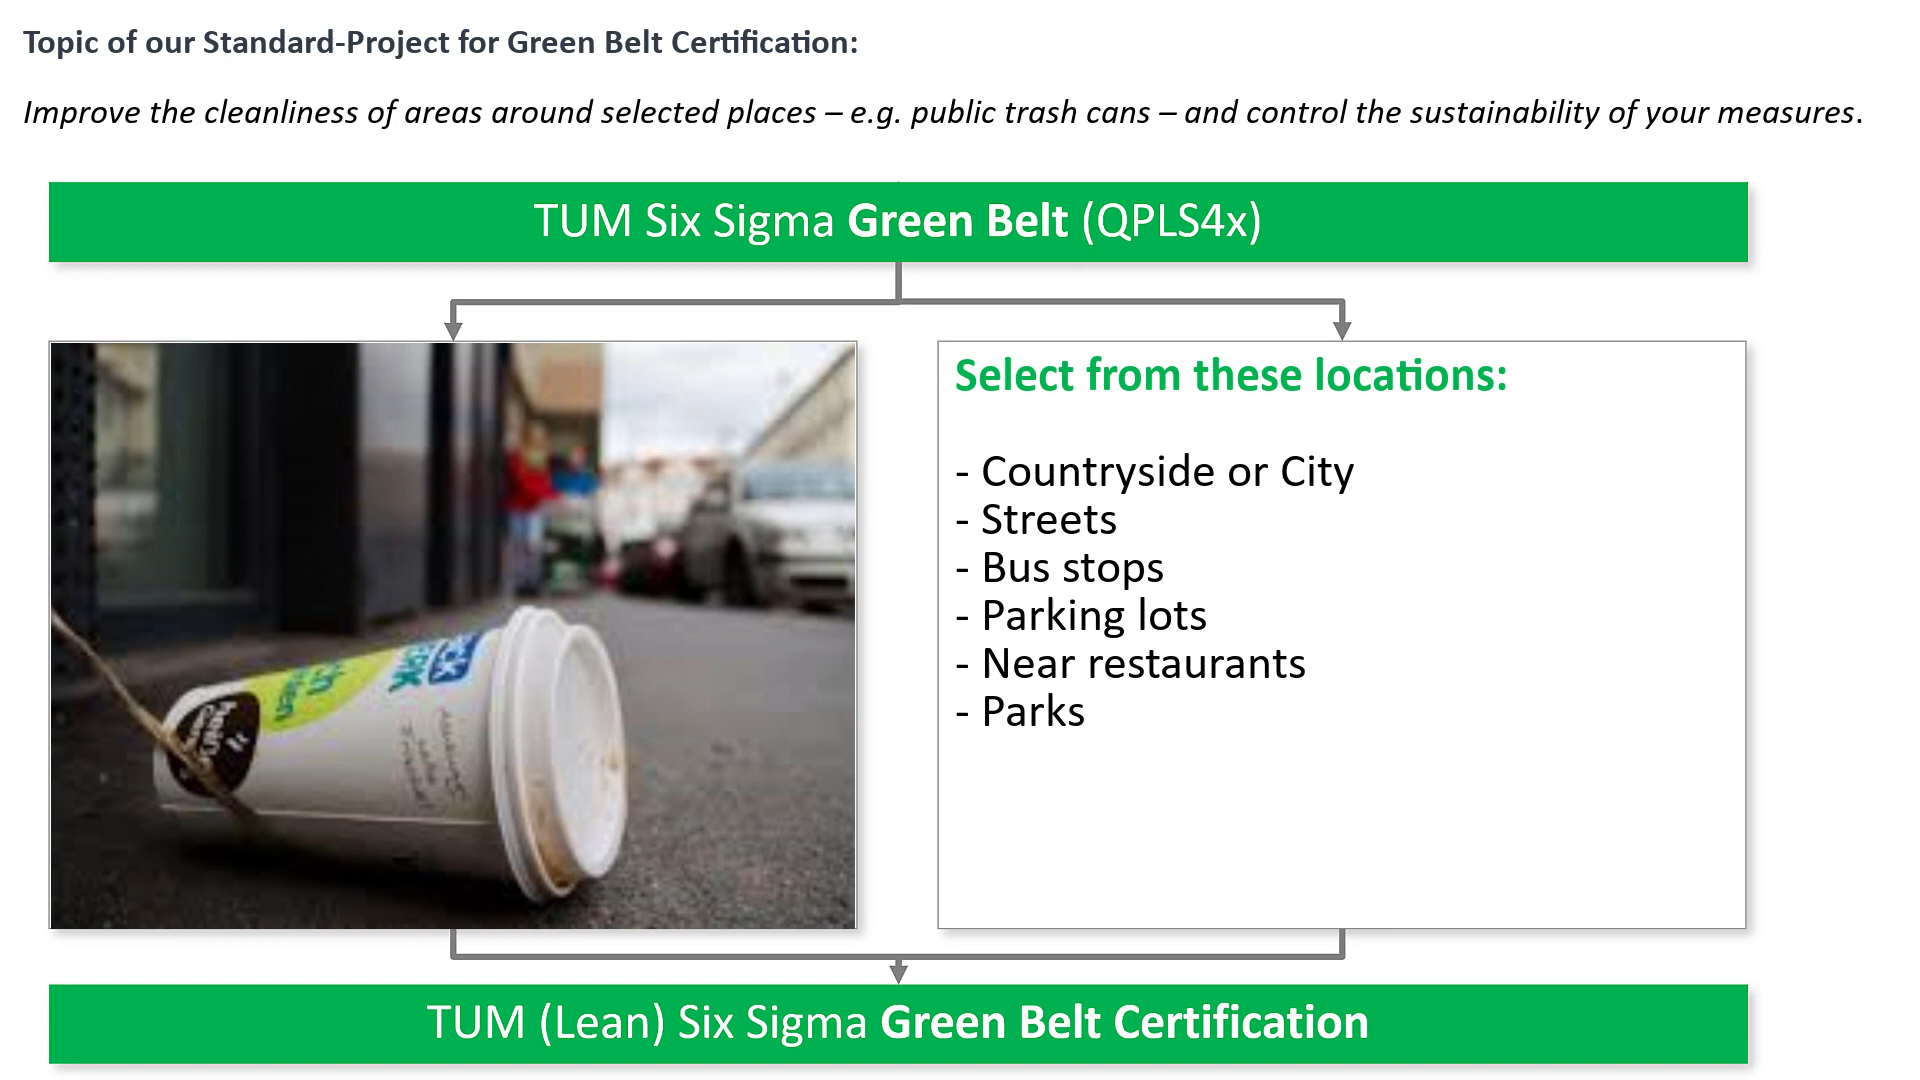 Topic of our Standard-Project for Green Belt Certification:
Improve the cleanliness of areas around selected places – e.g. public trash cans – and control the sustainability of your measures.
TUM Six Sigma Green Belt (QPLS4x)
Select from these locations:
- Countryside or City
- Streets
- Bus stops
- Parking lots
- Near restaurants
- Parks
TUM (Lean) Six Sigma Green Belt Certification